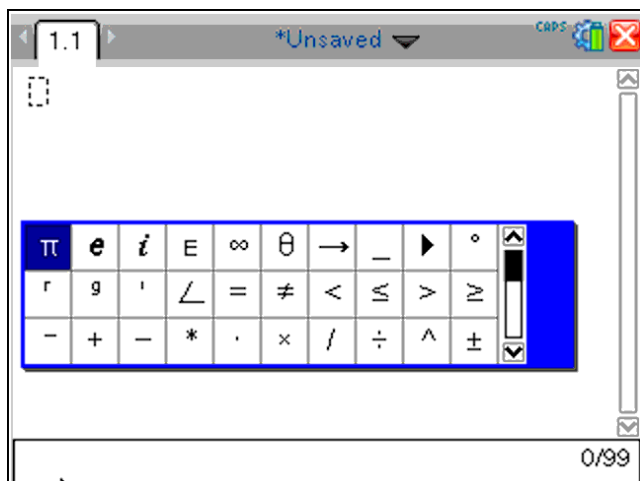 1.1 *Unsaved CAPS
π e i E ∞ θ → _ ▶ °
r g ' ∠ = ≠ < ≤ > ≥
− + – * · × / ÷ ^ ±
0/99